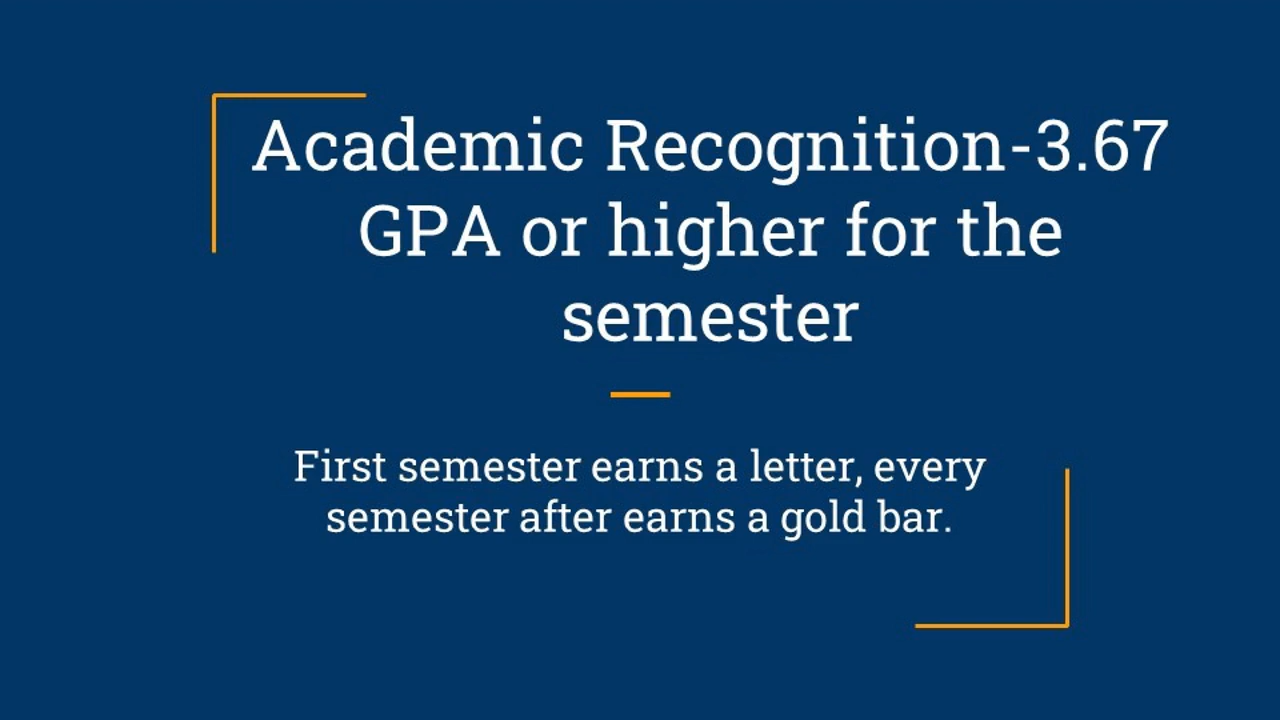 Academic Recognition-3.67
GPA or higher for the
semester
First semester earns a letter, every
semester after earns a gold bar.